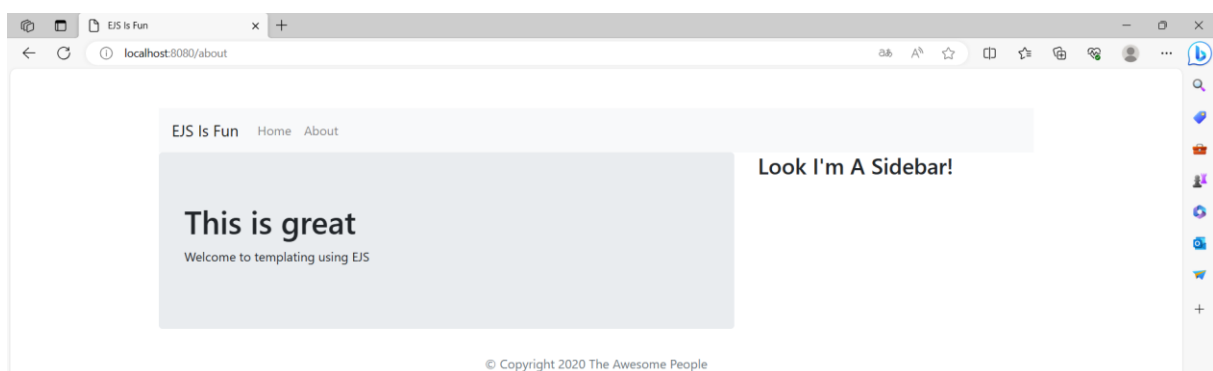 EJS Is Fun
localhost:8080/about
EJS Is Fun Home About
This is great
Welcome to templating using EJS
Look I'm A Sidebar!
© Copyright 2020 The Awesome People